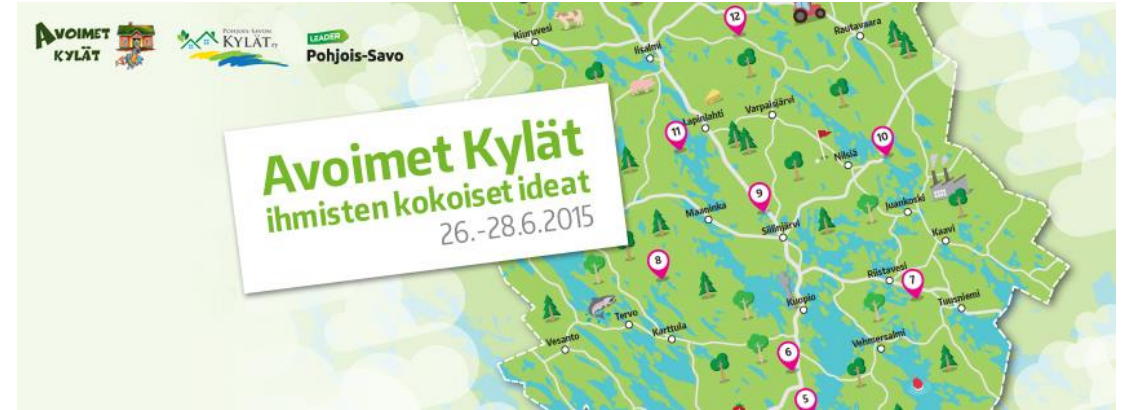 AVOIMET
KYLÄT
POHJOIS-SAVON
KYLÄT RY
LEADER
Pohjois-Savo
Avoimet Kylät
ihmisten kokoiset ideat
26.-28.6.2015
12
Kiuruvesi
Iisalmi
Rautavaara
Lapinlahti
Varpaisjärvi
11
10
Nilsiä
9
Maaninka
Siilinjärvi
Juankoski
Kaavi
8
Riistavesi
7
Kuopio
Tuusniemi
Tervo
Karttula
Vesanto
Vehmersalmi
6
5